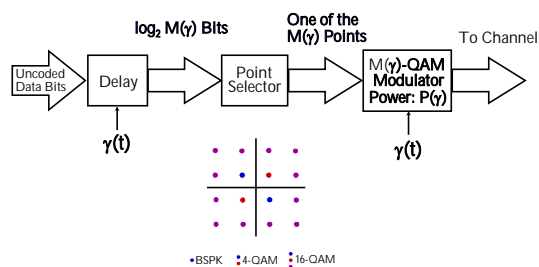 log₂ M(γ) Bits
One of the
M(γ) Points
To Channel
Uncoded
Data Bits
Delay
Point
Selector
M(γ)-QAM
Modulator
Power: P(γ)
γ(t)
γ(t)
BSPK
4-QAM
16-QAM